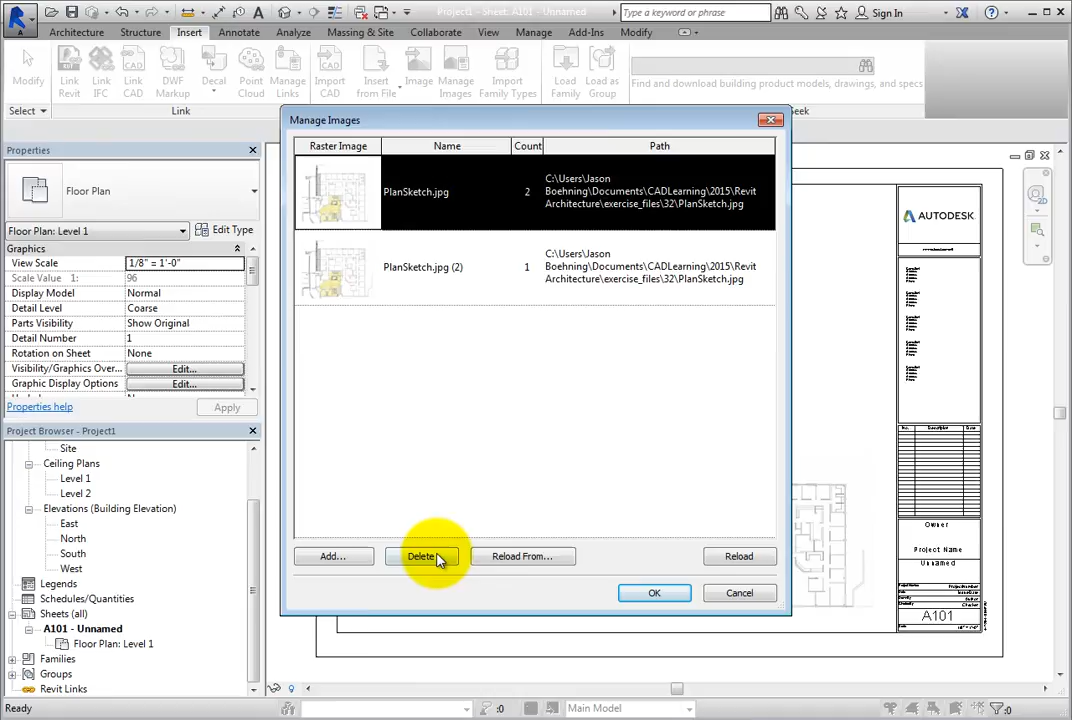 Project1 - Sheet: A101 - Unnamed
Type a keyword or phrase
Sign In
Architecture
Structure
Insert
Annotate
Analyze
Massing & Site
Collaborate
View
Manage
Add-Ins
Modify
Modify
Link Revit
Link IFC
Link CAD
DWF Markup
Decal
Point Cloud
Manage Links
Import CAD
Insert from File
Image
Manage Images
Import Family Types
Load Family
Load as Group
Find and download building product models, drawings, and specs
Select
Link
Seek
Properties
Floor Plan
Floor Plan: Level 1
Edit Type
Graphics
View Scale 1/8" = 1'-0"
Scale Value 1: 96
Display Model Normal
Detail Level Coarse
Parts Visibility Show Original
Detail Number 1
Rotation on Sheet None
Visibility/Graphics Over... Edit...
Graphic Display Options Edit...
Properties help
Apply
Project Browser - Project1
Site
Ceiling Plans
Level 1
Level 2
Elevations (Building Elevation)
East
North
South
West
Legends
Schedules/Quantities
Sheets (all)
A101 - Unnamed
Floor Plan: Level 1
Families
Groups
Revit Links
Manage Images
Raster Image Name Count Path
PlanSketch.jpg 2
C:\Users\Jason
Boehning\Documents\CADLearning\2015\Revit
Architecture\exercise_files\32\PlanSketch.jpg
PlanSketch.jpg (2) 1
C:\Users\Jason
Boehning\Documents\CADLearning\2015\Revit
Architecture\exercise_files\32\PlanSketch.jpg
Add...
Delete
Reload From...
Reload
OK
Cancel
AUTODESK.
No. Description Date
Owner
Project Name
Unnamed
A101
Ready
:0
Main Model
:0